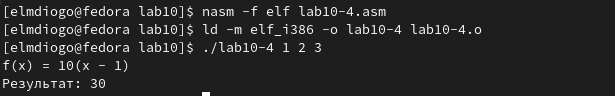 [elmdiogo@fedora lab10]$ nasm -f elf lab10-4.asm
[elmdiogo@fedora lab10]$ ld -m elf_i386 -o lab10-4 lab10-4.o
[elmdiogo@fedora lab10]$ ./lab10-4 1 2 3
f(x) = 10(x - 1)
Результат: 30